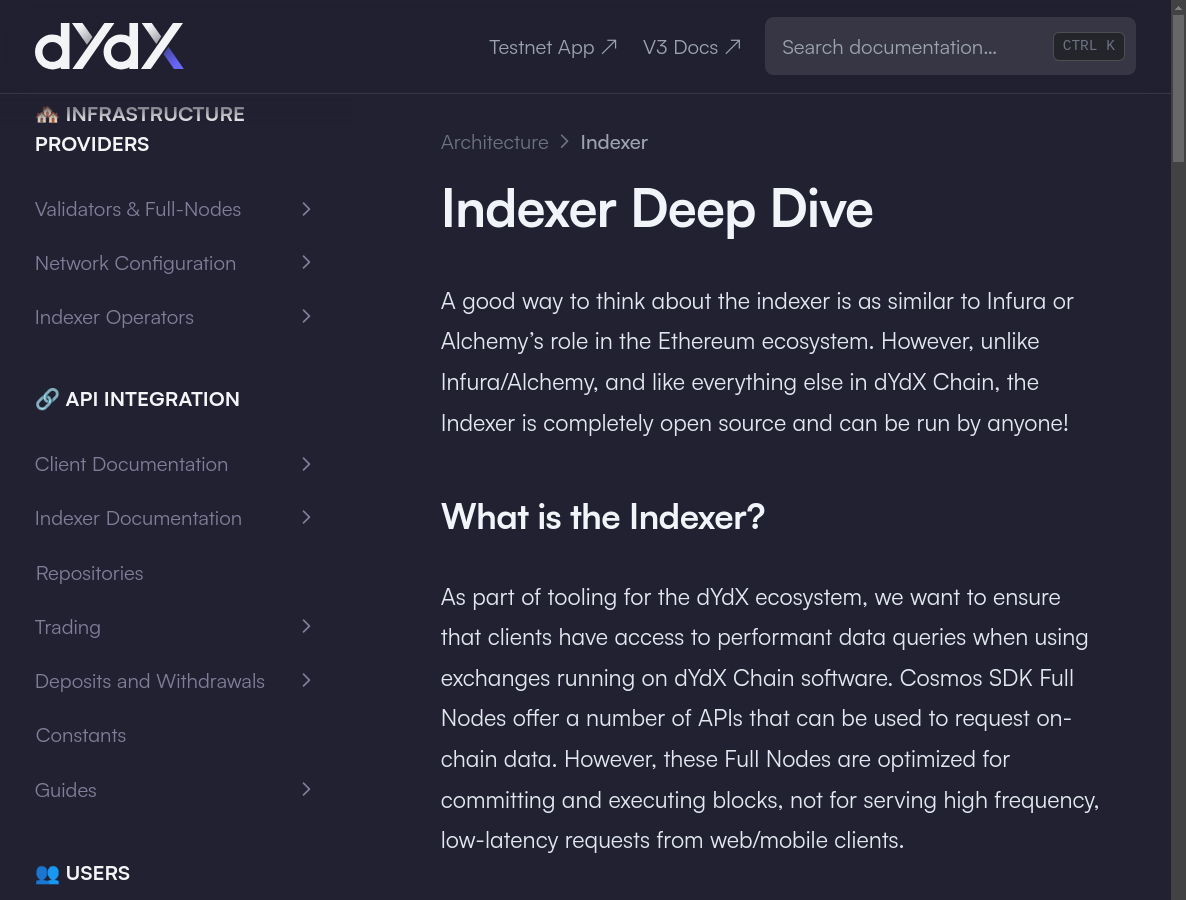 dYdX
Testnet App
V3 Docs
Search documentation…
CTRL K
INFRASTRUCTURE
PROVIDERS
Validators & Full-Nodes
Network Configuration
Indexer Operators
API INTEGRATION
Client Documentation
Indexer Documentation
Repositories
Trading
Deposits and Withdrawals
Constants
Guides
USERS
Architecture
Indexer
Indexer Deep Dive
A good way to think about the indexer is as similar to Infura or
Alchemy’s role in the Ethereum ecosystem. However, unlike
Infura/Alchemy, and like everything else in dYdX Chain, the
Indexer is completely open source and can be run by anyone!
What is the Indexer?
As part of tooling for the dYdX ecosystem, we want to ensure
that clients have access to performant data queries when using
exchanges running on dYdX Chain software. Cosmos SDK Full
Nodes offer a number of APIs that can be used to request on-
chain data. However, these Full Nodes are optimized for
committing and executing blocks, not for serving high frequency,
low-latency requests from web/mobile clients.